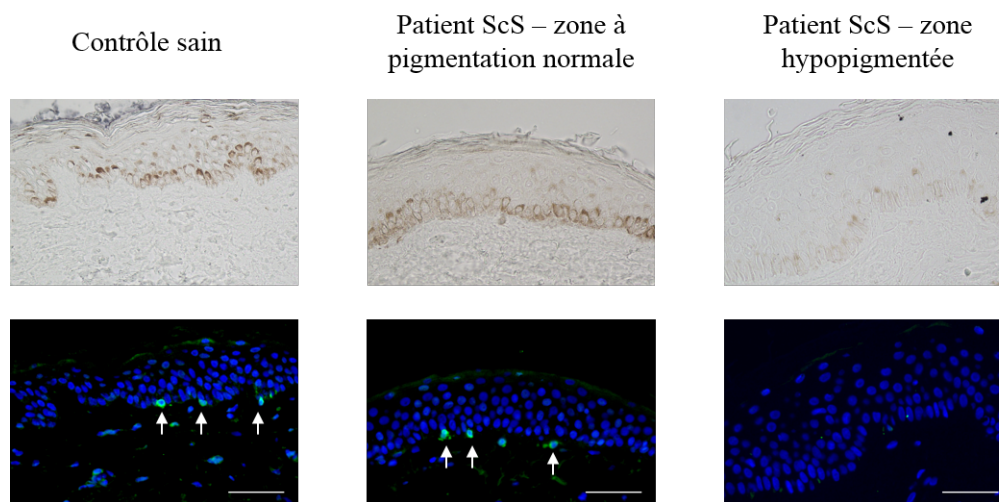 Contrôle sain
Patient ScS – zone à
pigmentation normale
Patient ScS – zone
hypopigmentée